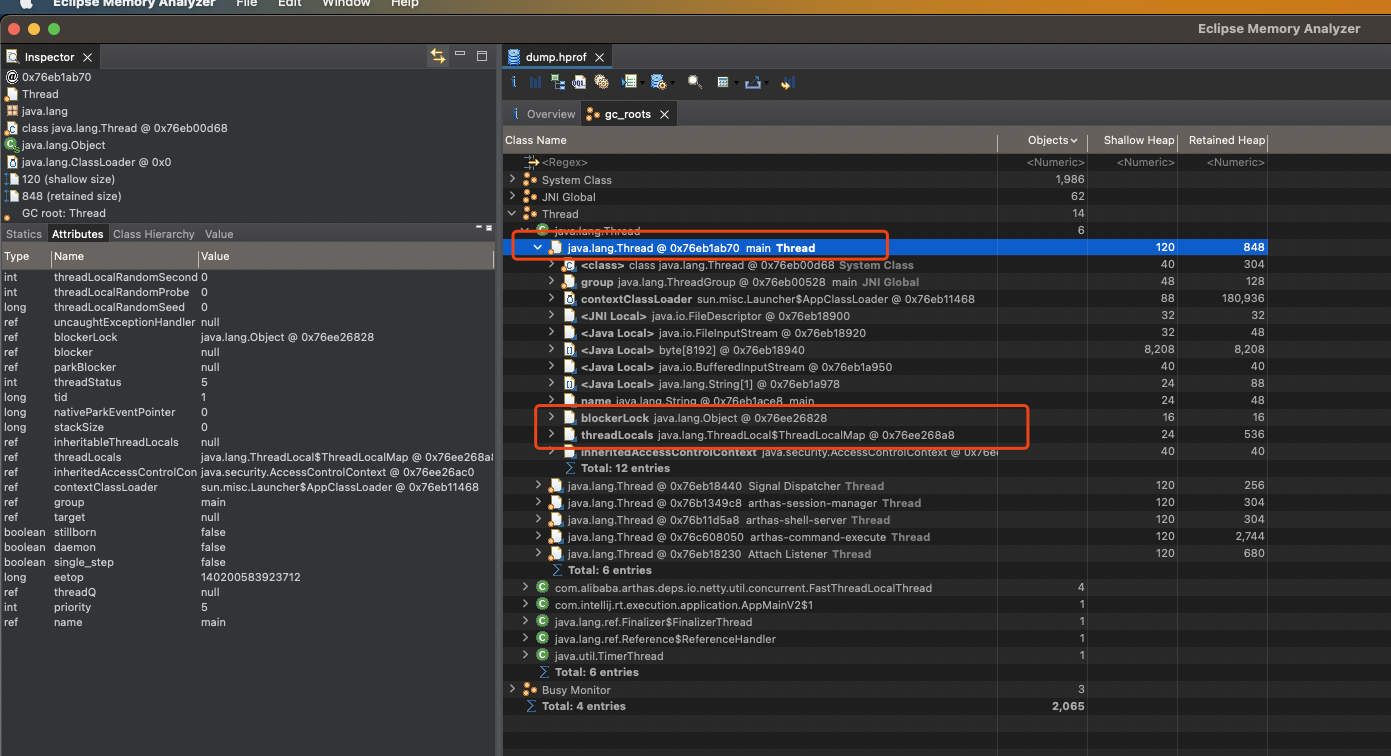 Eclipse Memory Analyzer File Edit Window Help
Eclipse Memory Analyzer
Inspector
0x76eb1ab70
Thread
java.lang
class java.lang.Thread @ 0x76eb00d68
java.lang.Object
java.lang.ClassLoader @ 0x0
120 (shallow size)
848 (retained size)
GC root: Thread
Statics Attributes Class Hierarchy Value
Type Name Value
int threadLocalRandomSecond 0
int threadLocalRandomProbe 0
long threadLocalRandomSeed 0
ref uncaughtExceptionHandler null
ref blockerLock java.lang.Object @ 0x76ee26828
ref blocker null
ref parkBlocker null
int threadStatus 5
long tid 1
long nativeParkEventPointer 0
long stackSize 0
ref inheritableThreadLocals null
ref threadLocals java.lang.ThreadLocal$ThreadLocalMap @ 0x76ee268a8
ref inheritedAccessControlCon java.security.AccessControlContext @ 0x76ee26ac0
ref contextClassLoader sun.misc.Launcher$AppClassLoader @ 0x76eb11468
ref group main
ref target null
boolean stillborn false
boolean daemon false
boolean single_step false
long eetop 140200583923712
ref threadQ null
int priority 5
ref name main
dump.hprof
Overview gc_roots
Class Name Objects Shallow Heap Retained Heap
<Regex> <Numeric> <Numeric> <Numeric>
System Class 1,986
JNI Global 62
Thread 14
java.lang.Thread 6
java.lang.Thread @ 0x76eb1ab70 main Thread 120 848
<class> class java.lang.Thread @ 0x76eb00d68 System Class 40 304
group java.lang.ThreadGroup @ 0x76eb00528 main JNI Global 48 128
contextClassLoader sun.misc.Launcher$AppClassLoader @ 0x76eb11468 88 180,936
<JNI Local> java.io.FileDescriptor @ 0x76eb18900 32 32
<Java Local> java.io.FileInputStream @ 0x76eb18920 32 48
<Java Local> byte[8192] @ 0x76eb18940 8,208 8,208
<Java Local> java.io.BufferedInputStream @ 0x76eb1a950 40 40
<Java Local> java.lang.String[1] @ 0x76eb1a978 24 88
name java.lang.String @ 0x76eb1ace8 main 24 48
blockerLock java.lang.Object @ 0x76ee26828 16 16
threadLocals java.lang.ThreadLocal$ThreadLocalMap @ 0x76ee268a8 24 536
inheritedAccessControlContext java.security.AccessControlContext @ 0x76e 40 40
Total: 12 entries
java.lang.Thread @ 0x76eb18440 Signal Dispatcher Thread 120 256
java.lang.Thread @ 0x76b1349c8 arthas-session-manager Thread 120 304
java.lang.Thread @ 0x76b11d5a8 arthas-shell-server Thread 120 304
java.lang.Thread @ 0x76c608050 arthas-command-execute Thread 120 2,744
java.lang.Thread @ 0x76eb18230 Attach Listener Thread 120 680
Total: 6 entries
com.alibaba.arthas.deps.io.netty.util.concurrent.FastThreadLocalThread 4
com.intellij.rt.execution.application.AppMainV2$1 1
java.lang.ref.Finalizer$FinalizerThread 1
java.lang.ref.Reference$ReferenceHandler 1
java.util.TimerThread 1
Total: 6 entries
Busy Monitor 3
Total: 4 entries 2,065